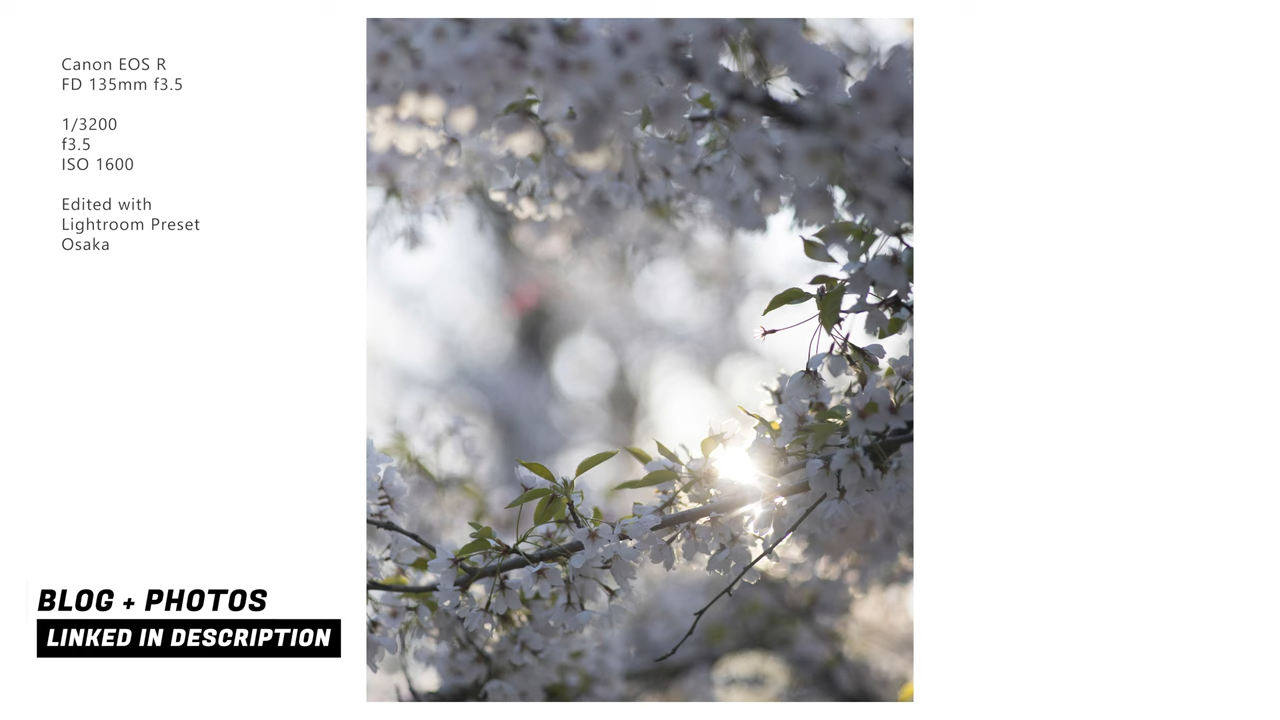 Canon EOS R
FD 135mm f3.5
1/3200
f3.5
ISO 1600
Edited with
Lightroom Preset
Osaka
BLOG + PHOTOS
LINKED IN DESCRIPTION